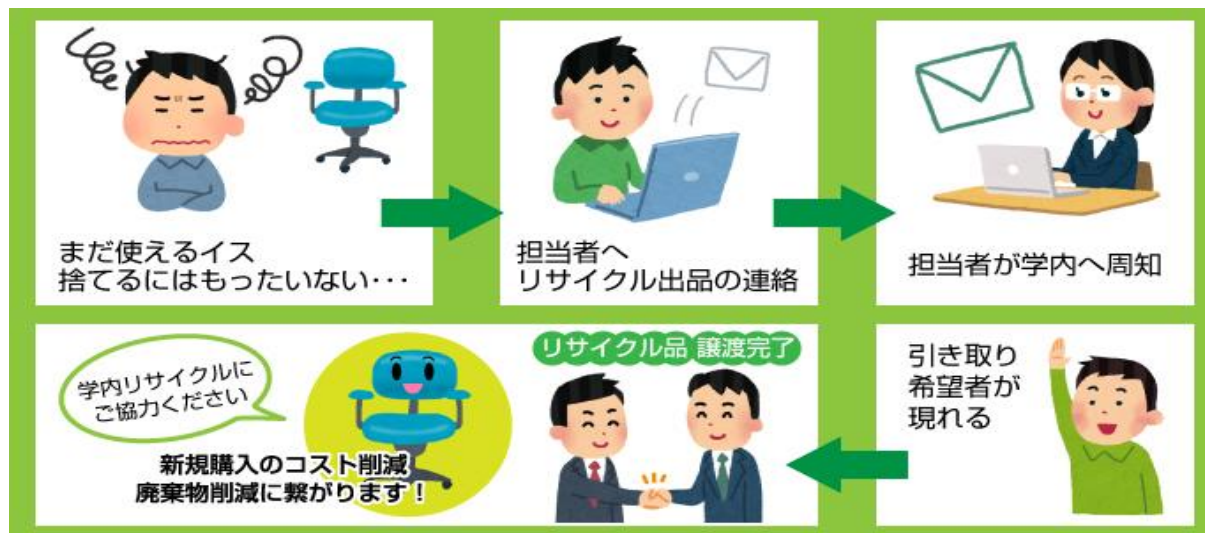 まだ使えるイス
捨てるにはもったいない･･･
担当者へ
リサイクル出品の連絡
担当者が学内へ周知
引き取り
希望者が
現れる
リサイクル品 譲渡完了
学内リサイクルに
ご協力ください
新規購入のコスト削減
廃棄物削減に繋がります！